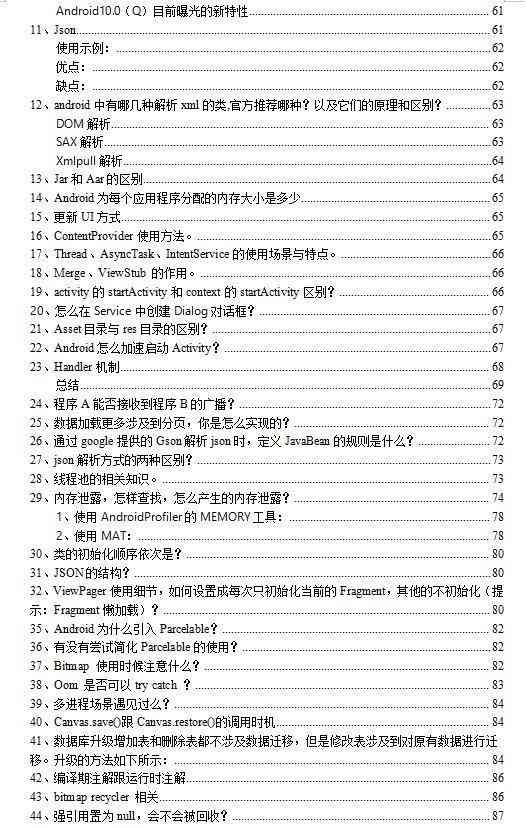 Android10.0（Q）目前曝光的新特性 61
11、Json 61
使用示例： 62
优点： 62
缺点： 62
12、android 中有哪几种解析 xml 的类,官方推荐哪种？以及它们的原理和区别？ 63
DOM 解析 63
SAX 解析 63
Xmlpull 解析 64
13、Jar 和 Aar 的区别 64
14、Android 为每个应用程序分配的内存大小是多少 65
15、更新 UI 方式 65
16、ContentProvider 使用方法。 65
17、Thread、AsyncTask、IntentService 的使用场景与特点。 66
18、Merge、ViewStub 的作用。 66
19、activity 的 startActivity 和 context 的 startActivity 区别？ 66
20、怎么在 Service 中创建 Dialog 对话框？ 67
21、Asset 目录与 res 目录的区别？ 67
22、Android 怎么加速启动 Activity？ 67
23、Handler 机制 68
总结 69
24、程序 A 能否接收到程序 B 的广播？ 72
25、数据加载更多涉及到分页，你是怎么实现的？ 72
26、通过 google 提供的 Gson 解析 json 时，定义 JavaBean 的规则是什么？ 72
27、json 解析方式的两种区别？ 73
28、线程池的相关知识。 73
29、内存泄露，怎样查找，怎么产生的内存泄露？ 74
1、使用 AndroidProfiler 的 MEMORY 工具： 78
2、使用 MAT： 78
30、类的初始化顺序依次是？ 80
31、JSON 的结构？ 80
32、ViewPager 使用细节，如何设置成每次只初始化当前的 Fragment，其他的不初始化（提
示：Fragment 懒加载）？ 80
35、Android 为什么引入 Parcelable？ 82
36、有没有尝试简化 Parcelable 的使用？ 82
37、Bitmap 使用时候注意什么？ 82
38、Oom 是否可以 try catch ？ 83
39、多进程场景遇见过么？ 84
40、Canvas.save()跟 Canvas.restore()的调用时机 84
41、数据库升级增加表和删除表都不涉及数据迁移，但是修改表涉及到对原有数据进行迁
移。升级的方法如下所示： 84
42、编译期注解跟运行时注解 86
43、bitmap recycler 相关 86
44、强引用置为 null，会不会被回收？ 87